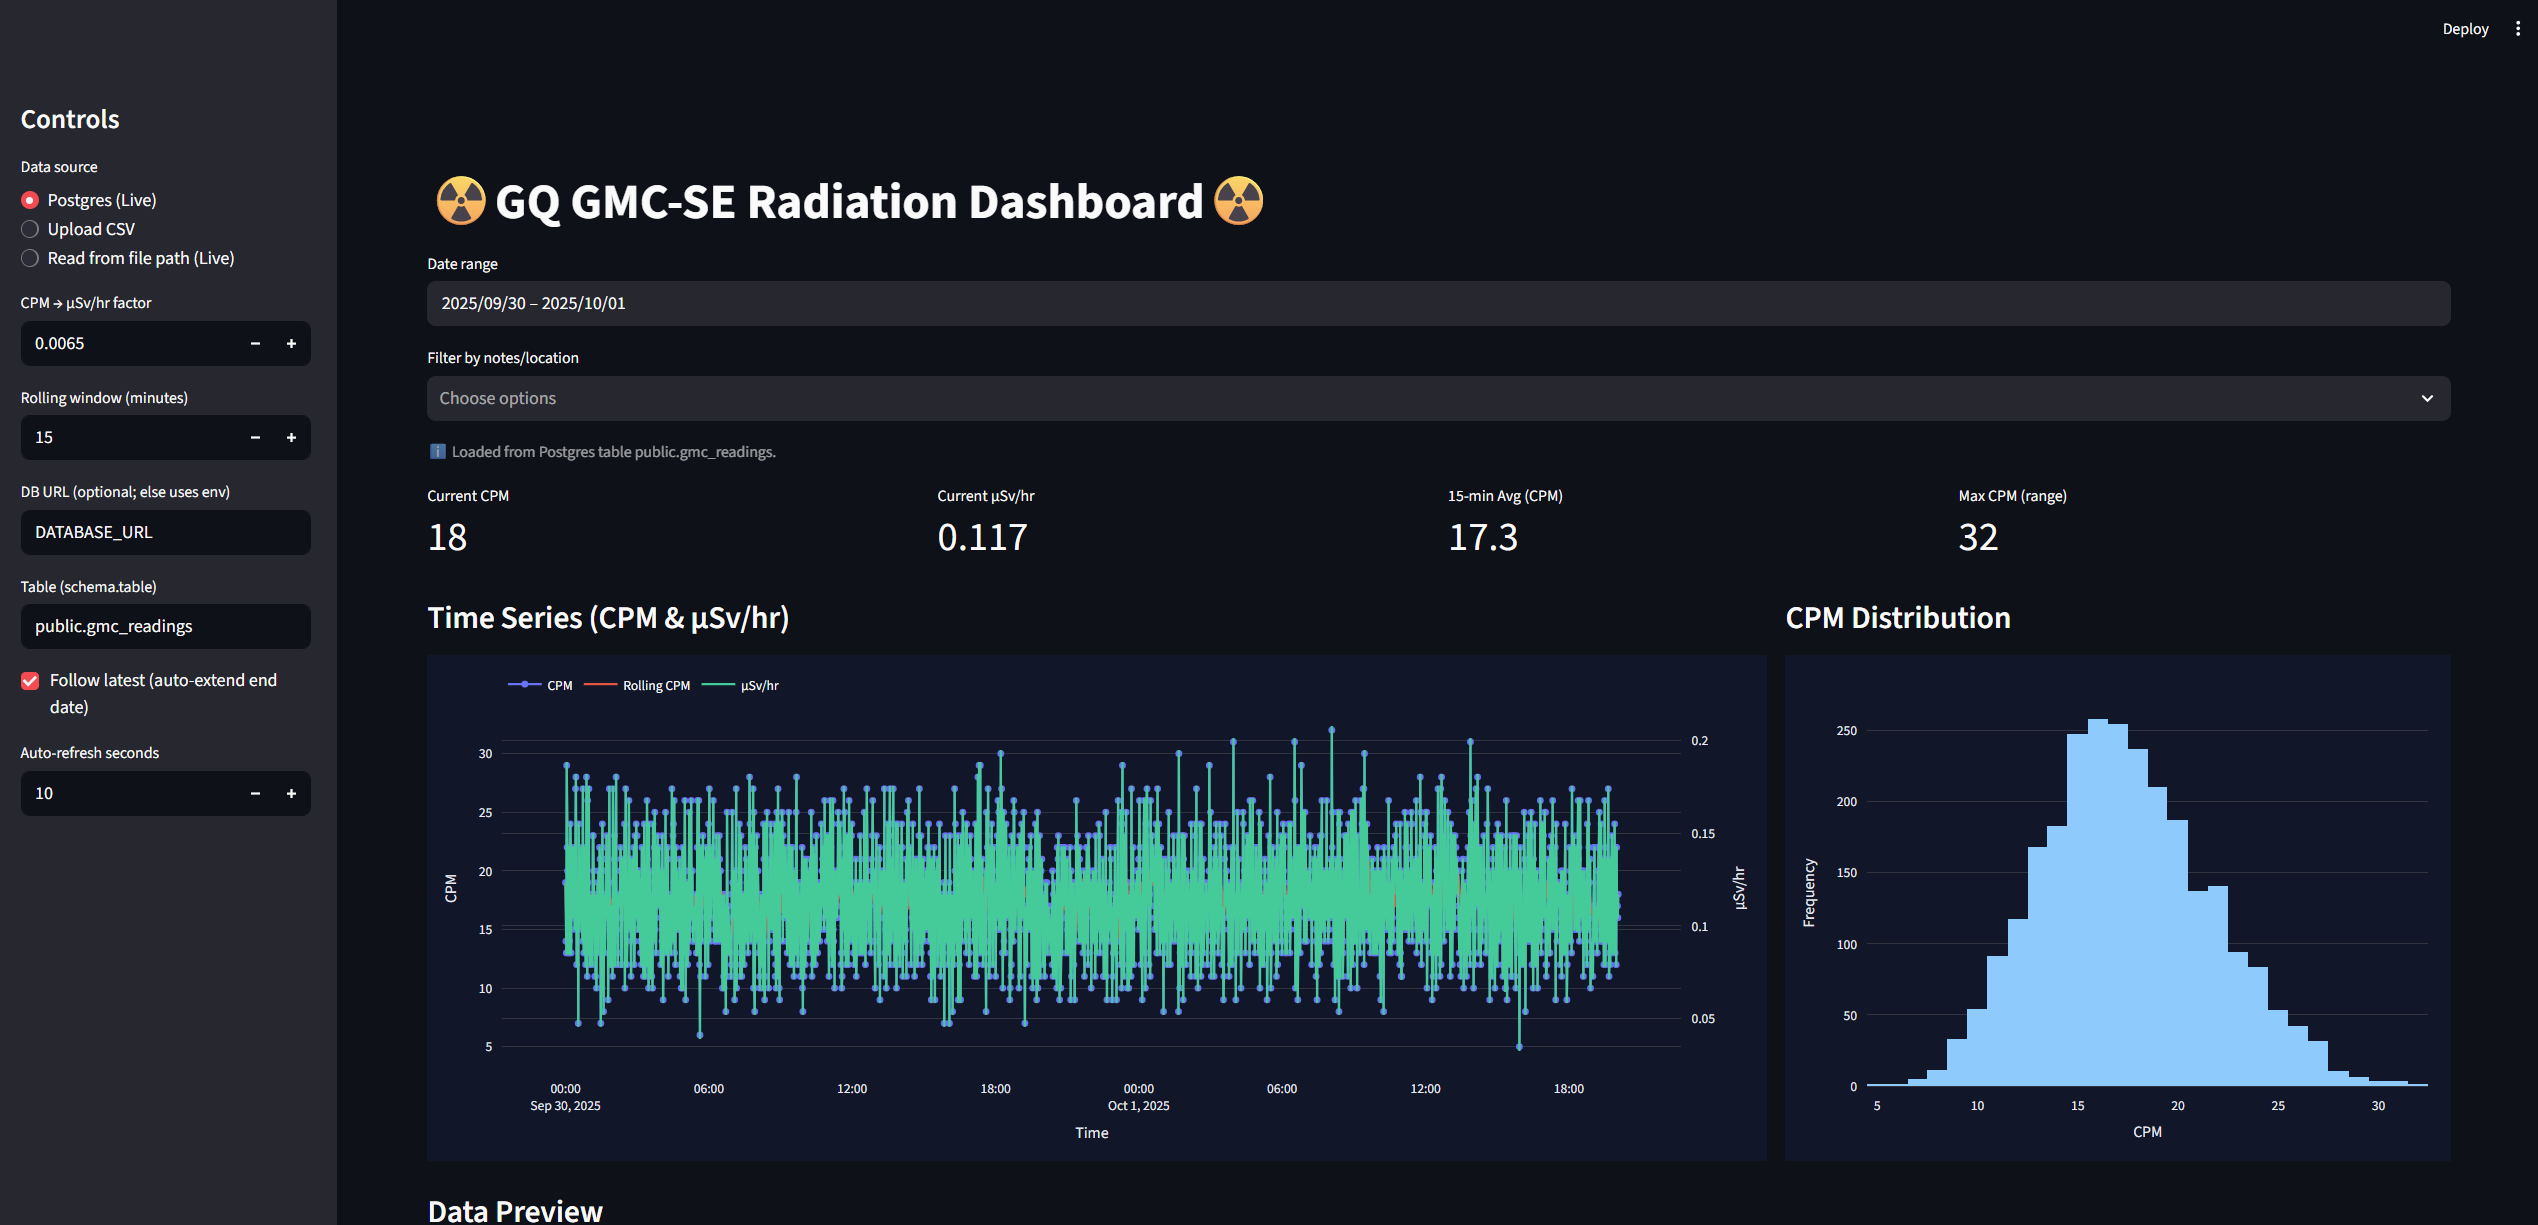 Deploy
Controls
Data source
Postgres (Live)
Upload CSV
Read from file path (Live)
CPM → μSv/hr factor
0.0065
Rolling window (minutes)
15
DB URL (optional; else uses env)
DATABASE_URL
Table (schema.table)
public.gmc_readings
Follow latest (auto-extend end
date)
Auto-refresh seconds
10
GQ GMC-SE Radiation Dashboard
Date range
2025/09/30 – 2025/10/01
Filter by notes/location
Choose options
Loaded from Postgres table public.gmc_readings.
Current CPM
18
Current μSv/hr
0.117
15-min Avg (CPM)
17.3
Max CPM (range)
32
Time Series (CPM & μSv/hr)
CPM Rolling CPM μSv/hr
30
25
20
15
10
5
CPM
0.2
0.15
0.1
0.05
μSv/hr
00:00 06:00 12:00 18:00 00:00 06:00 12:00 18:00
Sep 30, 2025 Oct 1, 2025
Time
CPM Distribution
250
200
150
100
50
0
Frequency
5 10 15 20 25 30
CPM
Data Preview